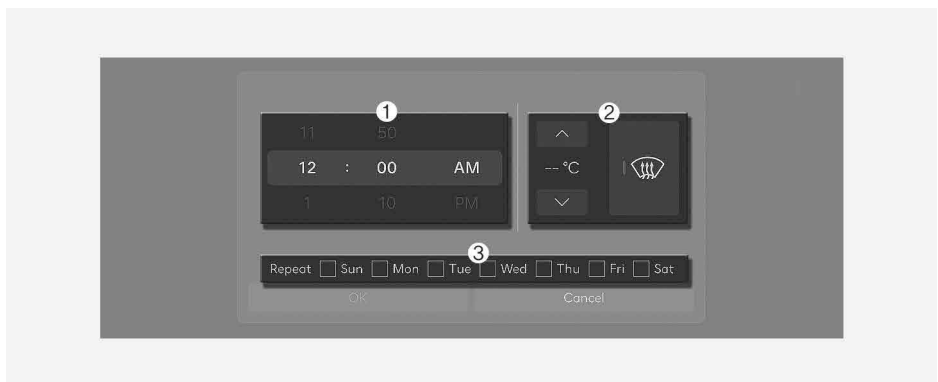 ① ②
11 50
12 : 00 AM -- °C
1 10 PM
③
Repeat Sun Mon Tue Wed Thu Fri Sat
OK Cancel